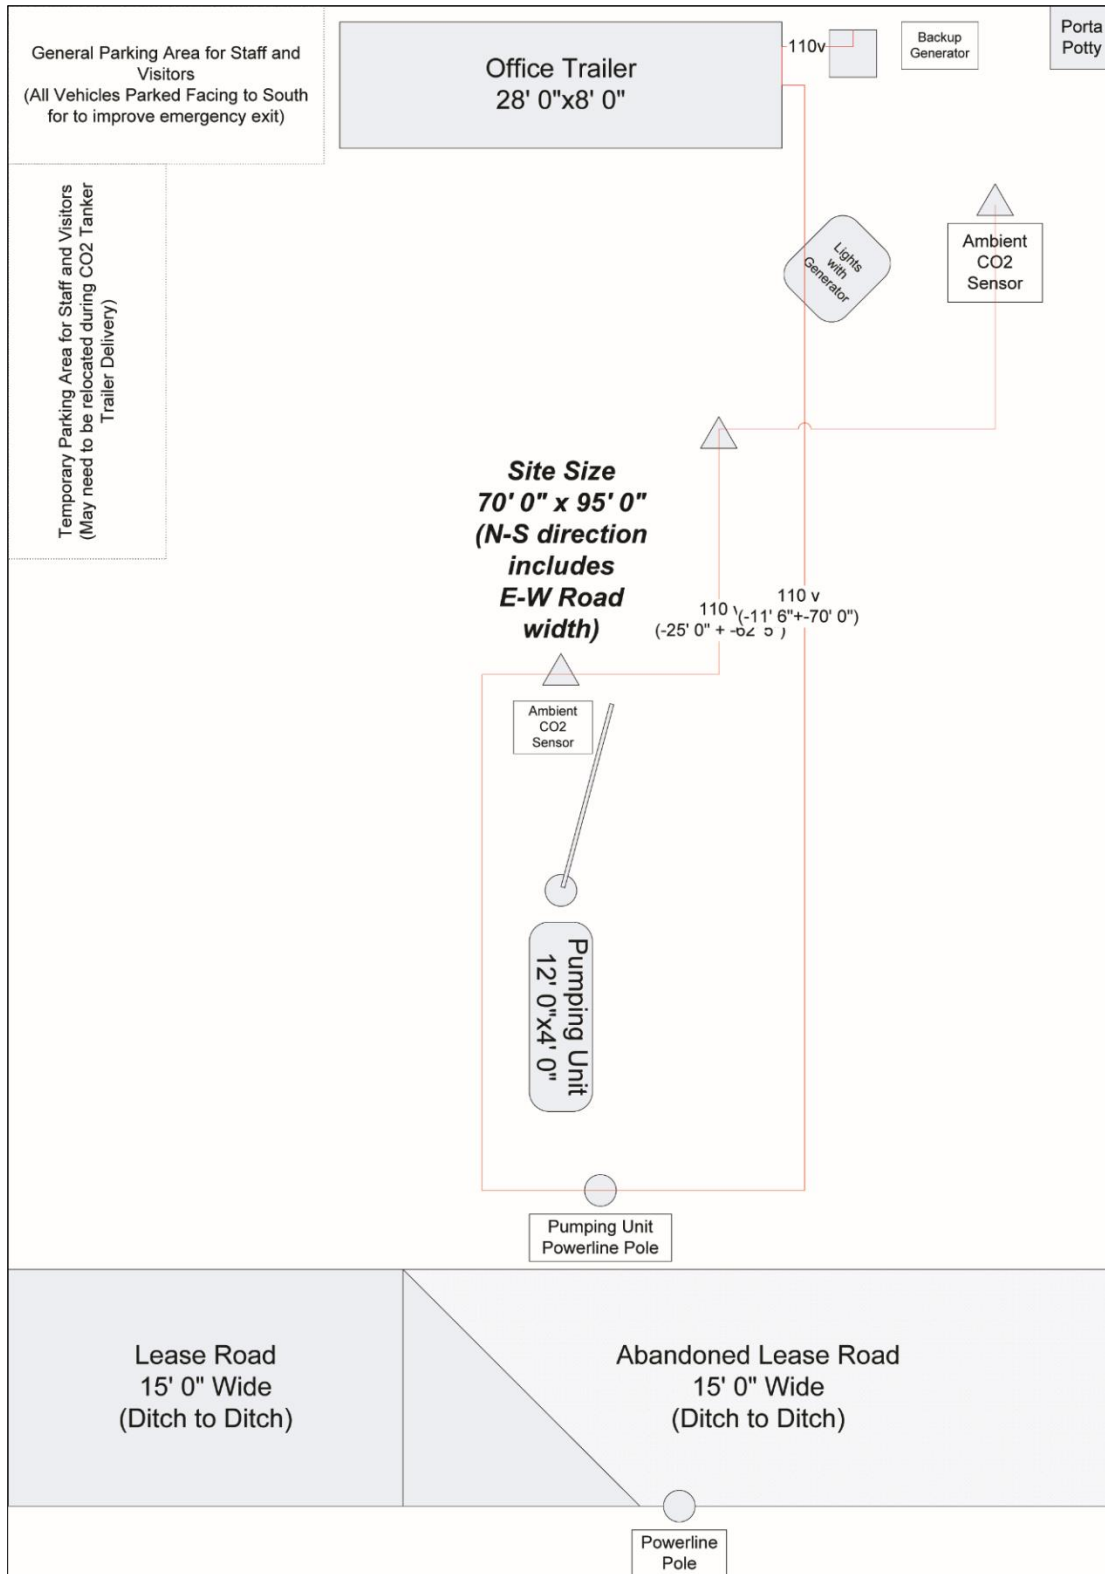 General Parking Area for Staff and
Visitors
(All Vehicles Parked Facing to South
for to improve emergency exit)
Office Trailer
28' 0"x8' 0"
110v
Backup
Generator
Porta
Potty
Temporary Parking Area for Staff and Visitors
(May need to be relocated during CO2 Tanker
Trailer Delivery)
Lights
with
Generator
Ambient
CO2
Sensor
Site Size
70' 0" x 95' 0"
(N-S direction
includes
E-W Road
width)
110 v
(-11' 6"+-70' 0")
110 v
(-25' 0" + -62' 5")
Ambient
CO2
Sensor
Pumping Unit
12' 0"x4' 0"
Pumping Unit
Powerline Pole
Lease Road
15' 0" Wide
(Ditch to Ditch)
Abandoned Lease Road
15' 0" Wide
(Ditch to Ditch)
Powerline
Pole